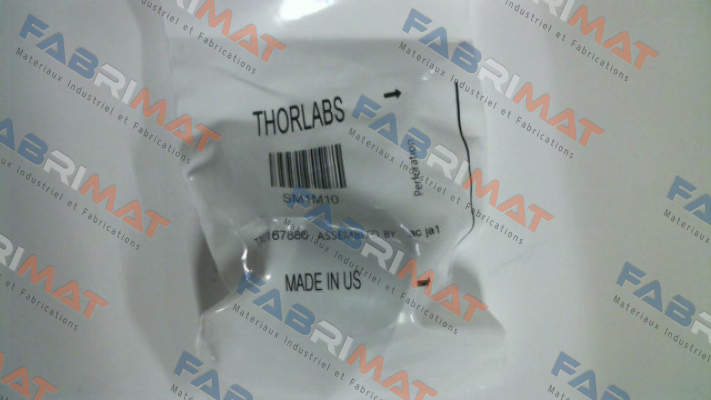 THORLABS
Perforation
SM1M10
MADE IN US
FABRIMAT
Materiaux Industriel et Fabrications